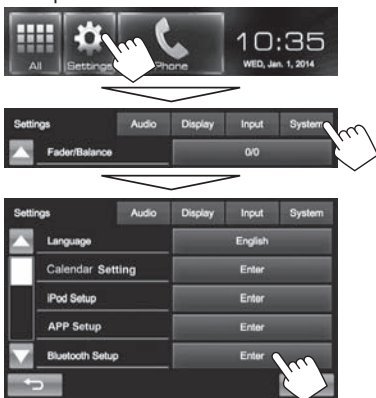 10:35
All Settings Phone WED, Jan. 1, 2014
Settings Audio Display Input System
Fader/Balance 0/0
Settings Audio Display Input System
Language English
Calendar Setting Enter
iPod Setup Enter
APP Setup Enter
Bluetooth Setup Enter